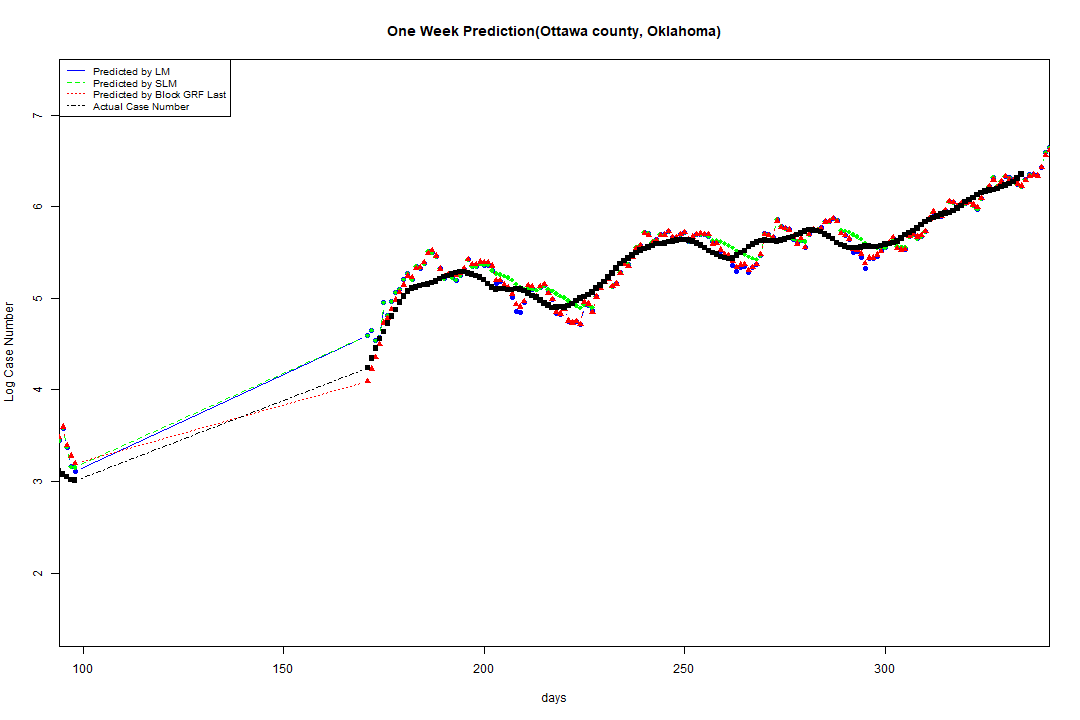 One Week Prediction(Ottawa county, Oklahoma)
Predicted by LM
Predicted by SLM
Predicted by Block GRF Last
Actual Case Number
7
6
5
4
3
2
Log Case Number
100 150 200 250 300
days